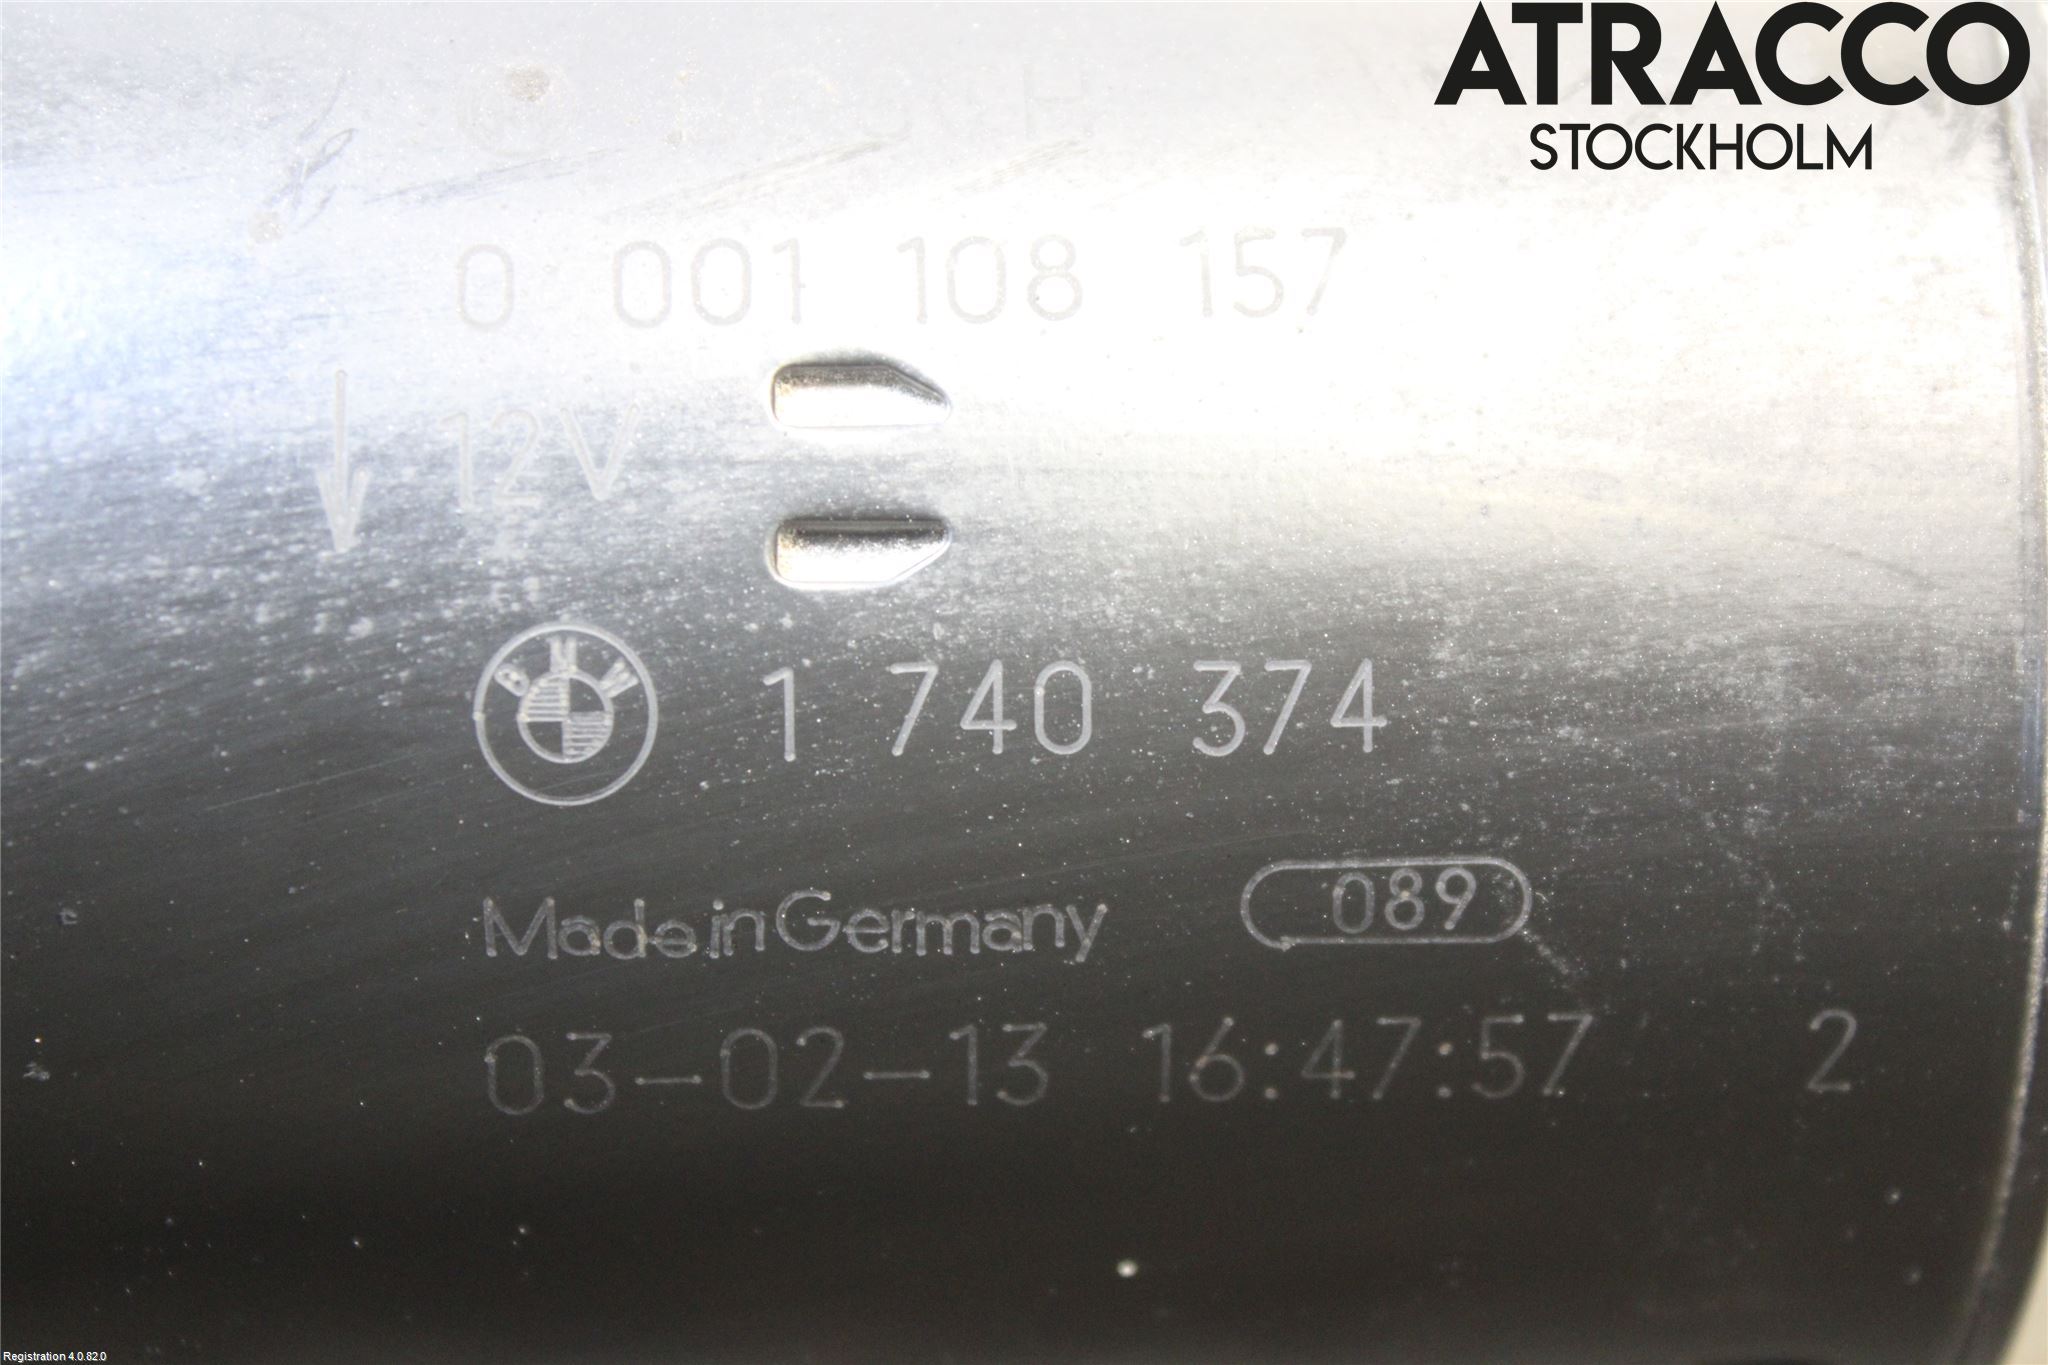 ATRACCO
STOCKHOLM
0 001 108 157
12V
BMW 1 740 374
Made in Germany 089
03-02-13 16:47:57 2
Registration 4.0.82.0